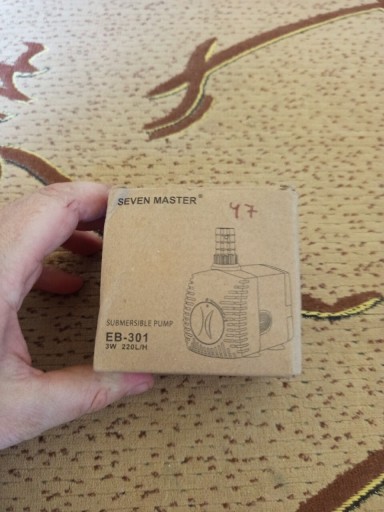 SEVEN MASTER®
47
SUBMERSIBLE PUMP
EB-301
3W 220L/H